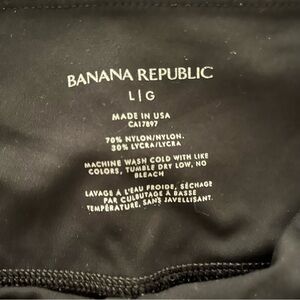 BANANA REPUBLIC
L|G
MADE IN USA
CA17897
70% NYLON/NYLON.
30% LYCRA/LYCRA
MACHINE WASH COLD WITH LIKE
COLORS, TUMBLE DRY LOW, NO
BLEACH
LAVAGE À L'EAU FROIDE, SÉCHAGE
PAR CULBUTAGE À BASSE
TEMPÉRATURE, SANS JAVELLISANT.